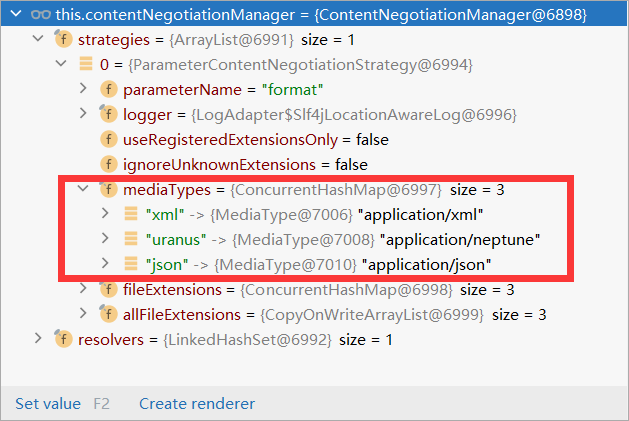 this.contentNegotiationManager = {ContentNegotiationManager@6898}
strategies = {ArrayList@6991} size = 1
0 = {ParameterContentNegotiationStrategy@6994}
parameterName = "format"
logger = {LogAdapter$Slf4jLocationAwareLog@6996}
useRegisteredExtensionsOnly = false
ignoreUnknownExtensions = false
mediaTypes = {ConcurrentHashMap@6997} size = 3
"xml" -> {MediaType@7006} "application/xml"
"uranus" -> {MediaType@7008} "application/neptune"
"json" -> {MediaType@7010} "application/json"
fileExtensions = {ConcurrentHashMap@6998} size = 3
allFileExtensions = {CopyOnWriteArrayList@6999} size = 3
resolvers = {LinkedHashSet@6992} size = 1
Set value F2 Create renderer